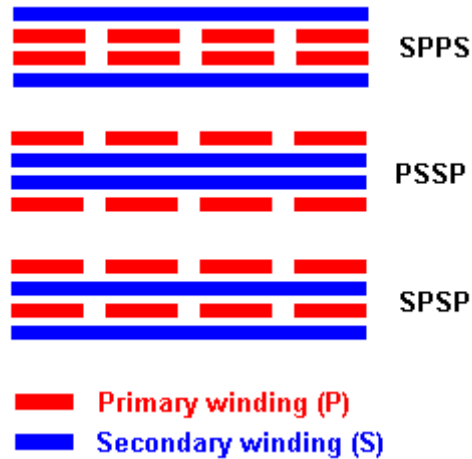 SPPS
PSSP
SPSP
Primary winding (P)
Secondary winding (S)